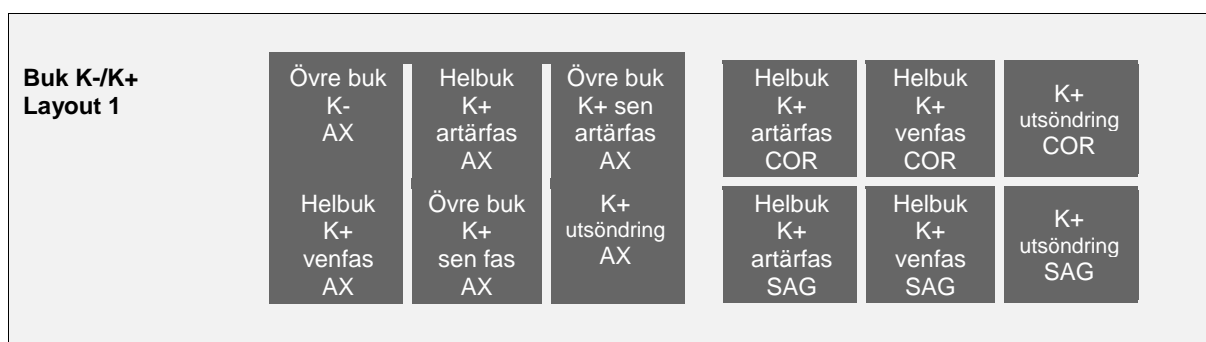 Buk K-/K+
Layout 1
Övre buk
K-
AX
Helbuk
K+
artärfas
AX
Övre buk
K+ sen
artärfas
AX
Helbuk
K+
venfas
AX
Övre buk
K+
sen fas
AX
K+
utsöndring
AX
Helbuk
K+
artärfas
COR
Helbuk
K+
venfas
COR
K+
utsöndring
COR
Helbuk
K+
artärfas
SAG
Helbuk
K+
venfas
SAG
K+
utsöndring
SAG